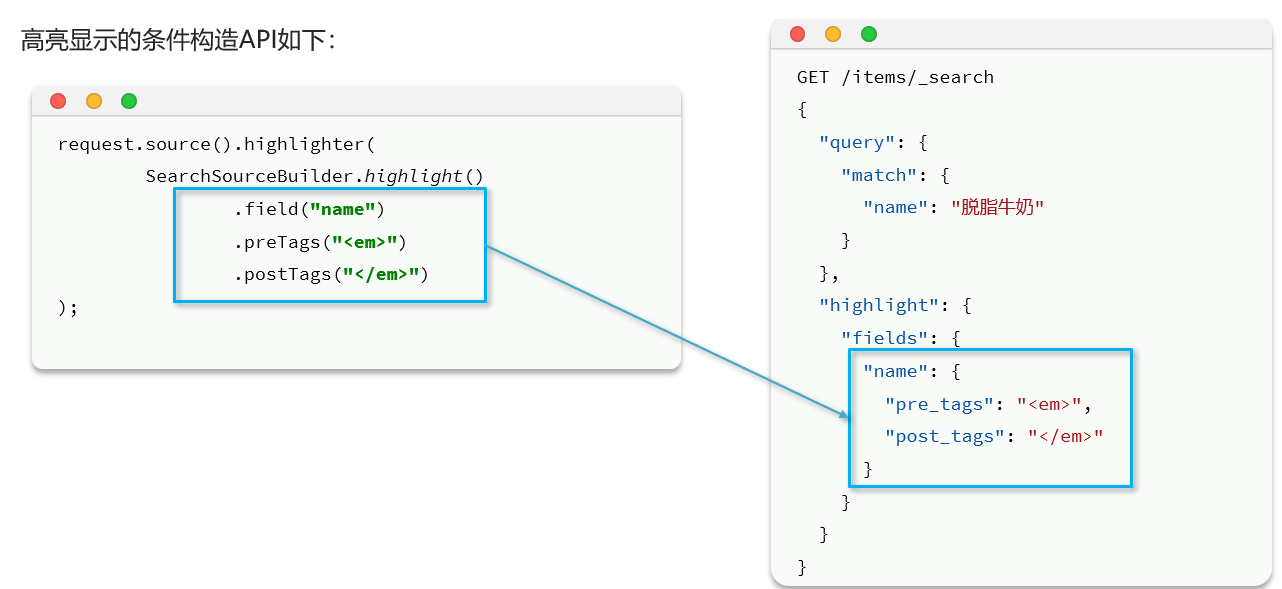 高亮显示的条件构造API如下：
request.source().highlighter(
SearchSourceBuilder.highlight()
.field("name")
.preTags("<em>")
.postTags("</em>")
);
GET /items/_search
{
"query": {
"match": {
"name": "脱脂牛奶"
}
},
"highlight": {
"fields": {
"name": {
"pre_tags": "<em>",
"post_tags": "</em>"
}
}
}
}